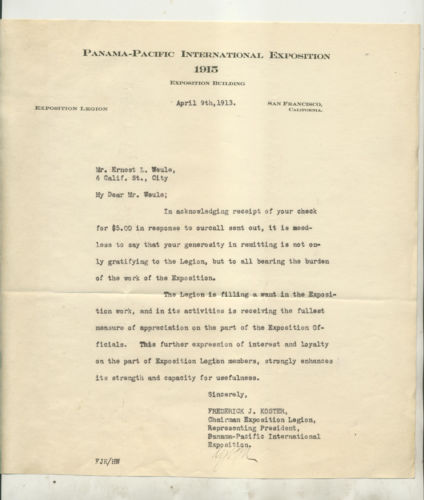 PANAMA-PACIFIC INTERNATIONAL EXPOSITION
1915
EXPOSITION BUILDING
EXPOSITION LEGION
April 9th,1913.
SAN FRANCISCO,
CALIFORNIA.
Mr. Ernest L. Weule,
4 Calif. St., City
My Dear Mr. Weule;
In acknowledging receipt of your check
for $5.00 in response to ourcall sent out, it is need-
less to say that your generosity in remitting is not on-
ly gratifying to the Legion, but to all bearing the burden
of the work of the Exposition.
The Legion is filling a want in the Exposi-
tion work, and in its activities is receiving the fullest
measure of appreciation on the part of the Exposition Of-
ficials. This further expression of interest and loyalty
on the part of Exposition Legion members, strongly enhances
its strength and capacity for usefulness.
Sincerely,
FREDERICK J. KOSTER,
Chairman Exposition Legion,
Representing President,
Panama-Pacific International
Exposition.
FJK/HW